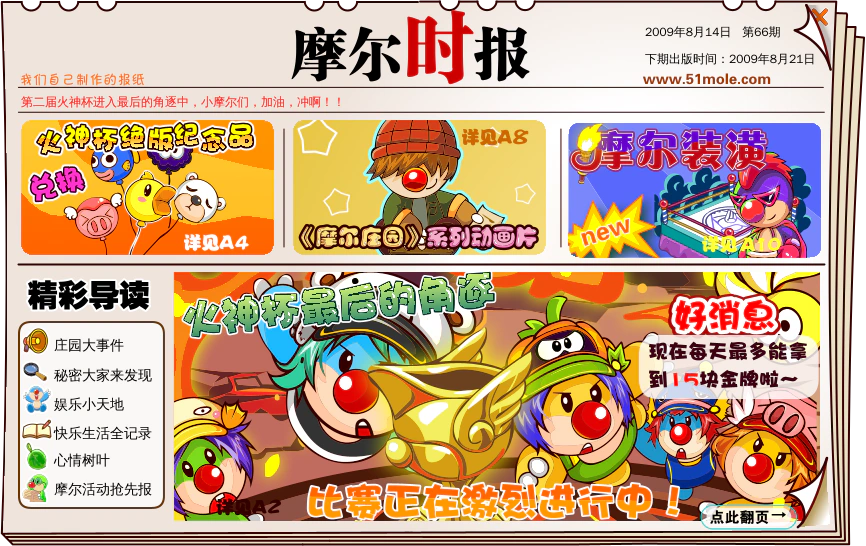 摩尔时报
2009年8月14日 第66期
下期出版时间：2009年8月21日
我们自己制作的报纸
www.51mole.com
第二届火神杯进入最后的角逐中，小摩尔们，加油，冲啊！！
火神杯绝版纪念品
兑换
详见A4
详见A8
《摩尔庄园》系列动画片
摩尔装潢
new
详见A10
精彩导读
庄园大事件
秘密大家来发现
娱乐小天地
快乐生活全记录
心情树叶
摩尔活动抢先报
火神杯最后的角逐
好消息
现在每天最多能拿
到15块金牌啦～
详见A2
比赛正在激烈进行中！
点此翻页→